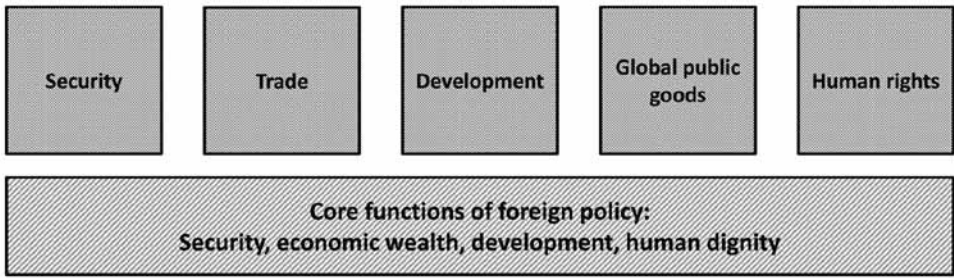 Security
Trade
Development
Global public
goods
Human rights
Core functions of foreign policy:
Security, economic wealth, development, human dignity